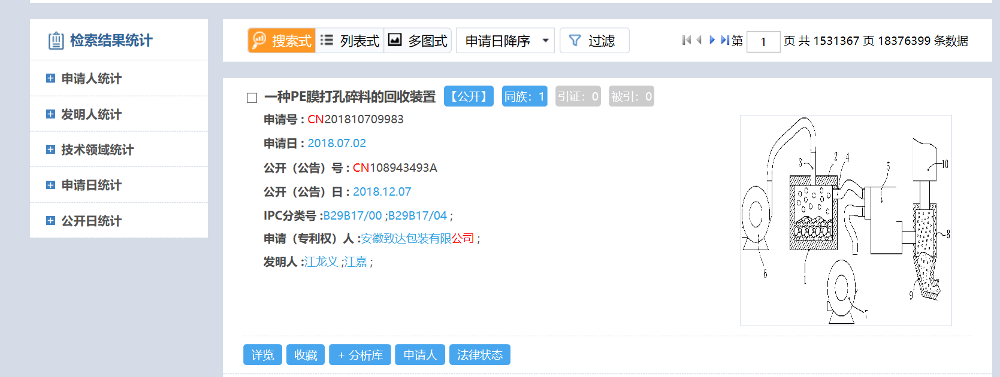 检索结果统计
申请人统计
发明人统计
技术领域统计
申请日统计
公开日统计
搜索式 列表式 多图式 申请日降序 过滤 第 1 页 共 1531367 页 18376399 条数据
一种PE膜打孔碎料的回收装置 【公开】 同族：1 引证：0 被引：0
申请号 : CN201810709983
申请日 : 2018.07.02
公开（公告）号 : CN108943493A
公开（公告）日 : 2018.12.07
IPC分类号 :B29B17/00 ;B29B17/04 ;
申请（专利权）人 :安徽致达包装有限公司 ;
发明人 :江龙义 ;江嘉 ;
3 2 4 5 10
8
6 1 9
7
详览 收藏 + 分析库 申请人 法律状态